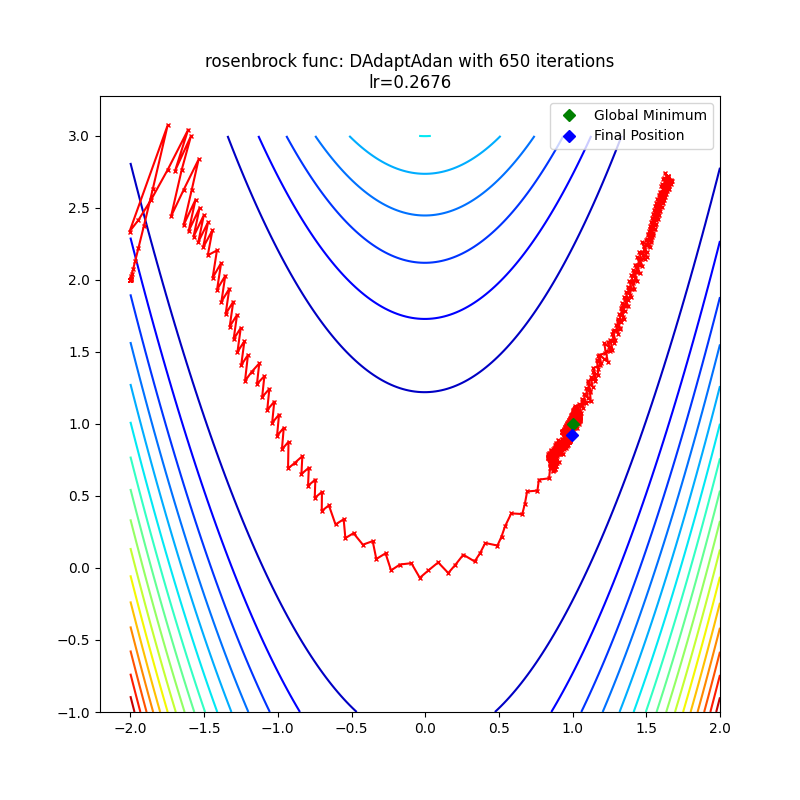 rosenbrock func: DAdaptAdan with 650 iterations
lr=0.2676
Global Minimum
Final Position
3.0
2.5
2.0
1.5
1.0
0.5
0.0
−0.5
−1.0
−2.0 −1.5 −1.0 −0.5 0.0 0.5 1.0 1.5 2.0